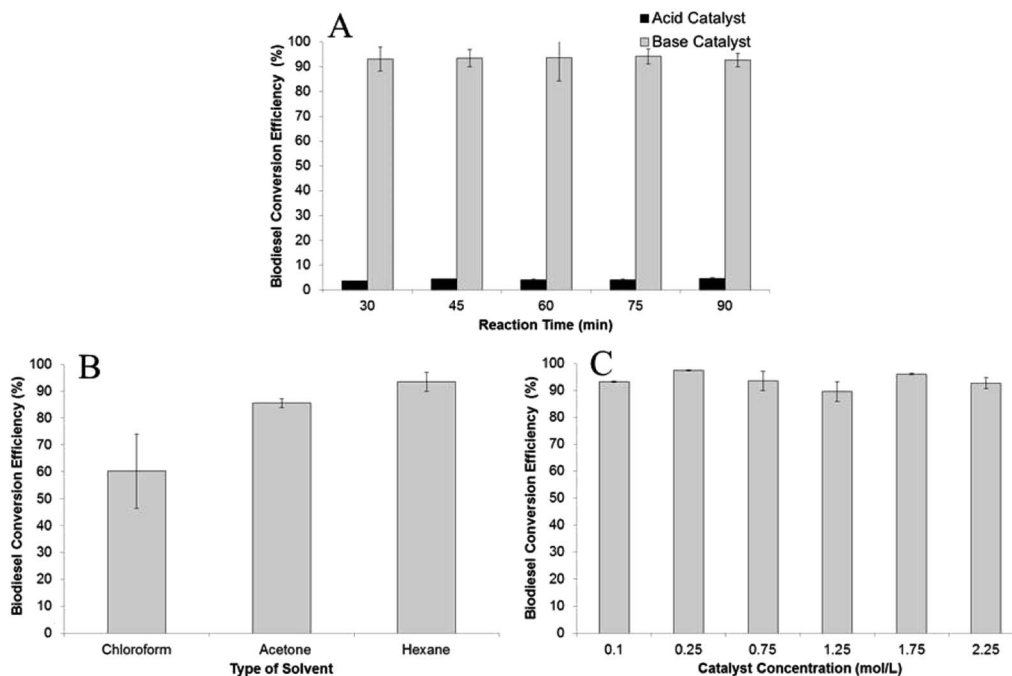 A
Acid Catalyst
Base Catalyst
Biodiesel Conversion Efficiency (%)
100
90
80
70
60
50
40
30
20
10
0
30 45 60 75 90
Reaction Time (min)
B
Biodiesel Conversion Efficiency (%)
100
90
80
70
60
50
40
30
20
10
0
Chloroform Acetone Hexane
Type of Solvent
C
Biodiesel Conversion Efficiency (%)
100
90
80
70
60
50
40
30
20
10
0
0.1 0.25 0.75 1.25 1.75 2.25
Catalyst Concentration (mol/L)